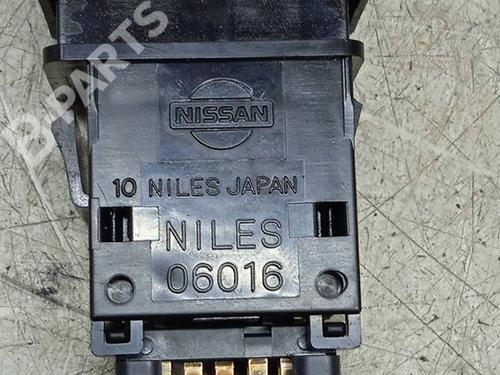 B-PARTS
NISSAN
10 NILES JAPAN
NILES
06016